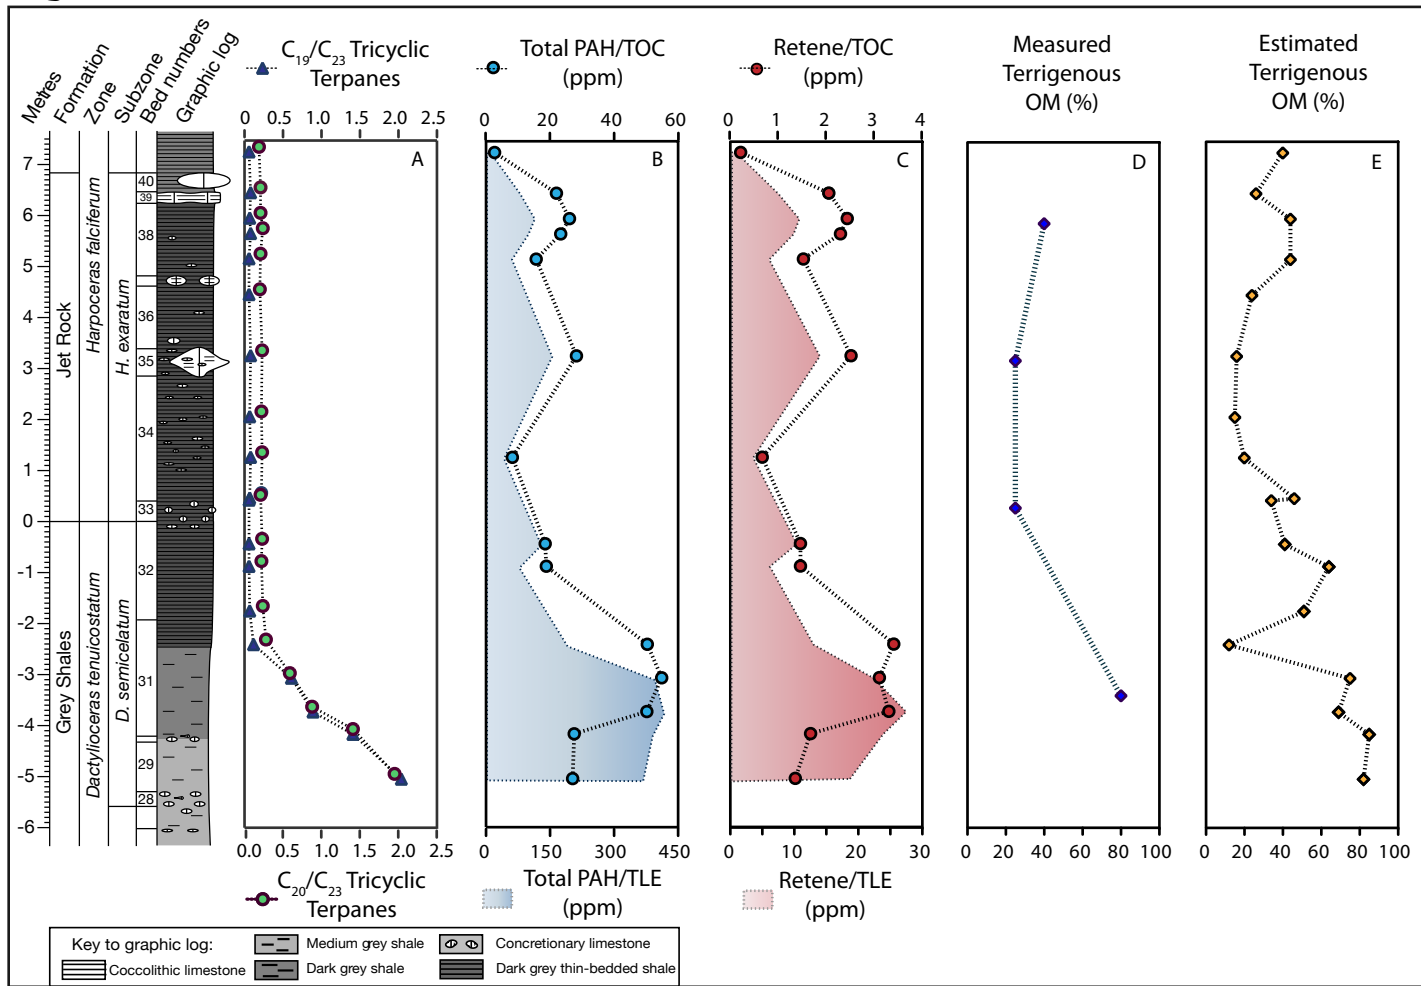 Metres
Formation
Zone
Subzone
Bed numbers
Graphic log
C19/C23 Tricyclic
Terpanes
Total PAH/TOC
(ppm)
Retene/TOC
(ppm)
Measured
Terrigenous
OM (%)
Estimated
Terrigenous
OM (%)
0.0 0.5 1.0 1.5 2.0 2.5
0 20 40 60
0 1 2 3 4
A
B
C
D
E
7
6
5
4
3
2
1
0
-1
-2
-3
-4
-5
-6
Jet Rock
Grey Shales
Harpoceras falciferum
Dactylioceras tenuicostatum
H. exaratum
D. semicelatum
40
39
38
36
35
34
33
32
31
29
28
0.0 0.5 1.0 1.5 2.0 2.5
0 150 300 450
0 10 20 30
0 20 40 60 80 100
0 20 40 60 80 100
C20/C23 Tricyclic
Terpanes
Total PAH/TLE
(ppm)
Retene/TLE
(ppm)
Key to graphic log:
Coccolithic limestone
Medium grey shale
Dark grey shale
Concretionary limestone
Dark grey thin-bedded shale